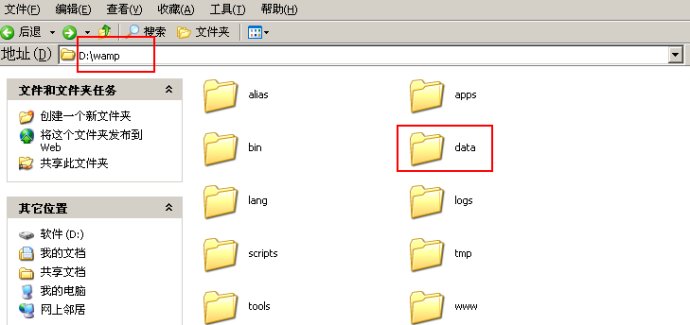 文件(F) 编辑(E) 查看(V) 收藏(A) 工具(T) 帮助(H)
后退 搜索 文件夹
地址(D) D:\wamp
文件和文件夹任务
创建一个新文件夹
将这个文件夹发布到
Web
共享此文件夹
其它位置
软件 (D:)
我的文档
共享文档
我的电脑
网上邻居
alias apps
bin data
lang logs
scripts tmp
tools www